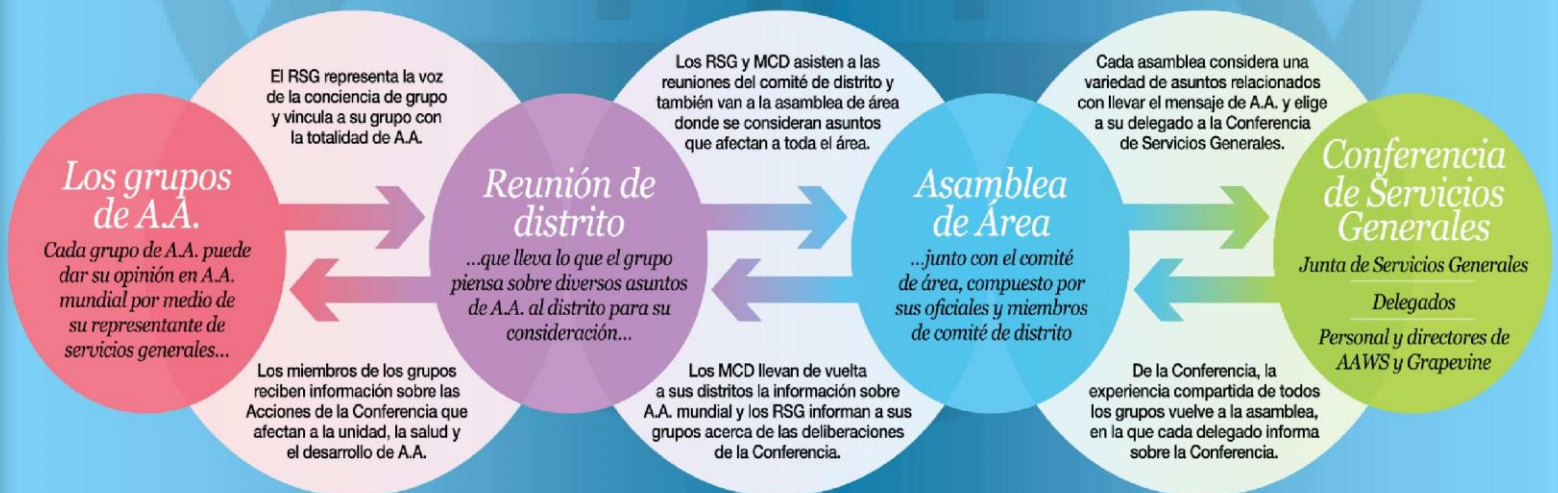 Los grupos
de A.A.
Cada grupo de A.A. puede
dar su opinión en A.A.
mundial por medio de
su representante de
servicios generales...
El RSG representa la voz
de la conciencia de grupo
y vincula a su grupo con
la totalidad de A.A.
Los miembros de los grupos
reciben información sobre las
Acciones de la Conferencia que
afectan a la unidad, la salud y
el desarrollo de A.A.
Reunión de
distrito
...que lleva lo que el grupo
piensa sobre diversos asuntos
de A.A. al distrito para su
consideración...
Los RSG y MCD asisten a las
reuniones del comité de distrito y
también van a la asamblea de área
donde se consideran asuntos
que afectan a toda el área.
Los MCD llevan de vuelta
a sus distritos la información sobre
A.A. mundial y los RSG informan a sus
grupos acerca de las deliberaciones
de la Conferencia.
Asamblea
de Área
...junto con el comité
de área, compuesto por
sus oficiales y miembros
de comité de distrito
Cada asamblea considera una
variedad de asuntos relacionados
con llevar el mensaje de A.A. y elige
a su delegado a la Conferencia
de Servicios Generales.
De la Conferencia, la
experiencia compartida de todos
los grupos vuelve a la asamblea,
en la que cada delegado informa
sobre la Conferencia.
Conferencia
de Servicios
Generales
Junta de Servicios Generales
Delegados
Personal y directores de
AAWS y Grapevine